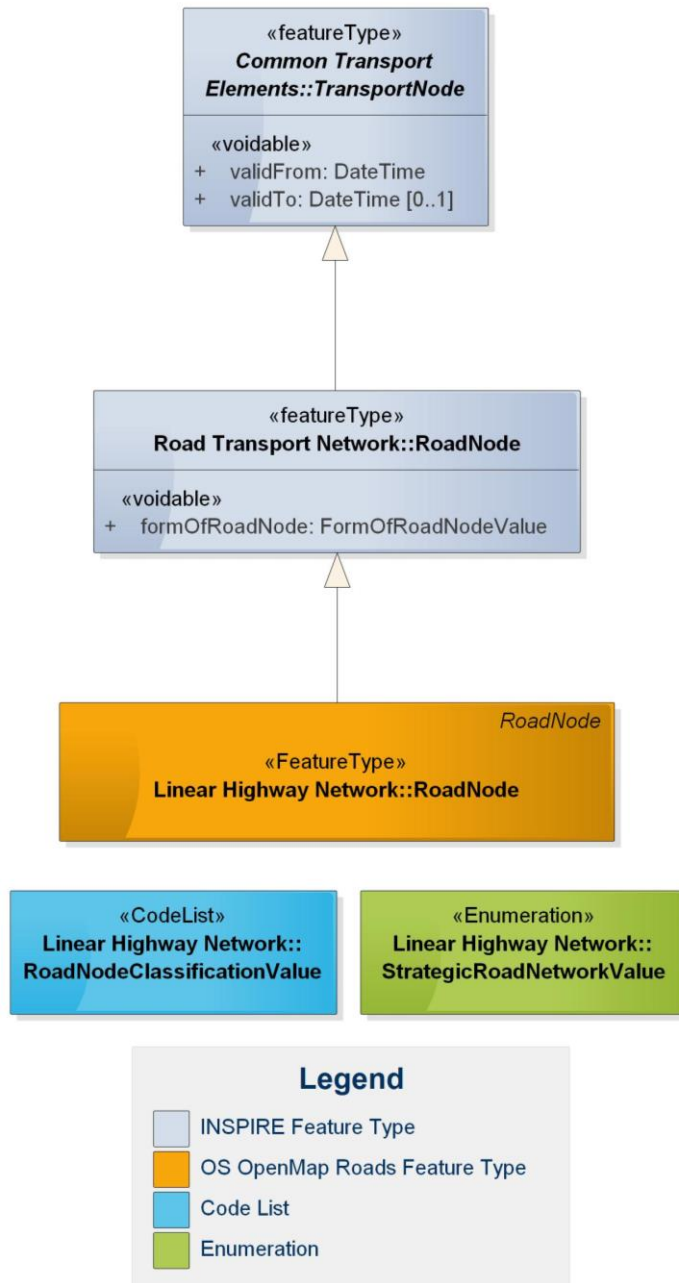 «featureType»
Common Transport
Elements::TransportNode
«voidable»
+ validFrom: DateTime
+ validTo: DateTime [0..1]
«featureType»
Road Transport Network::RoadNode
«voidable»
+ formOfRoadNode: FormOfRoadNodeValue
RoadNode
«FeatureType»
Linear Highway Network::RoadNode
«CodeList»
Linear Highway Network::
RoadNodeClassificationValue
«Enumeration»
Linear Highway Network::
StrategicRoadNetworkValue
Legend
INSPIRE Feature Type
OS OpenMap Roads Feature Type
Code List
Enumeration